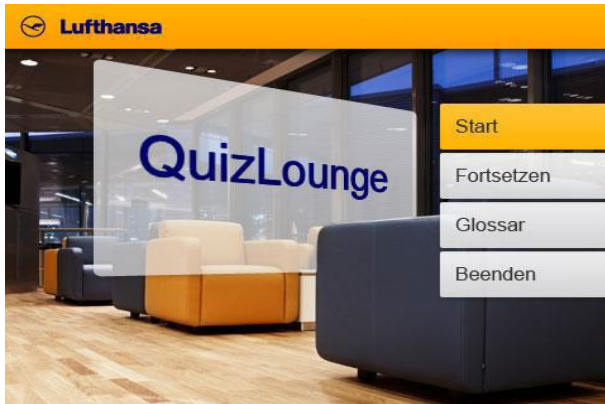 Lufthansa
QuizLounge
Start
Fortsetzen
Glossar
Beenden